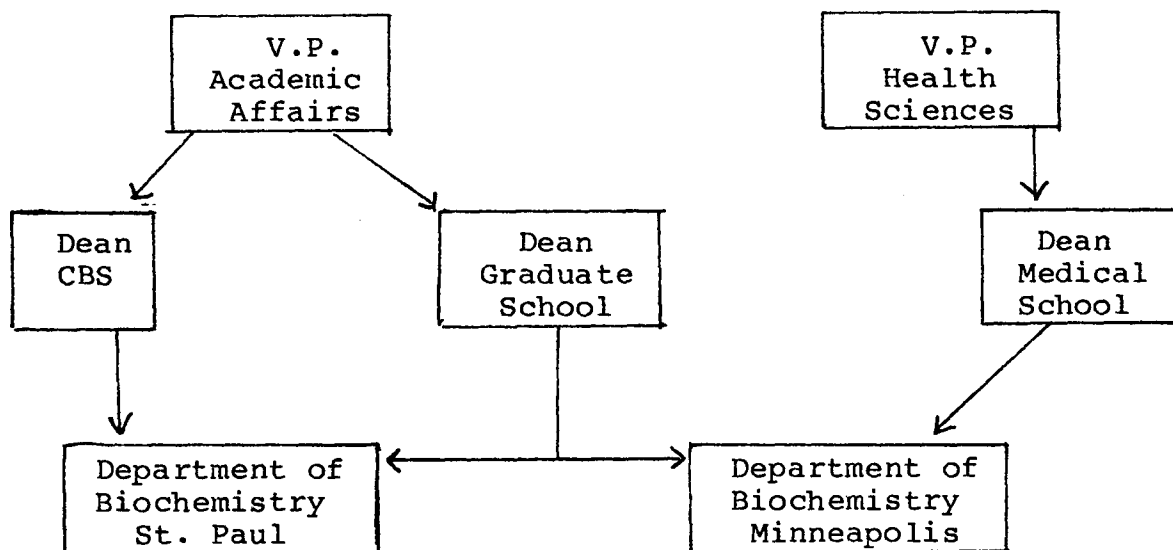 V.P.
Academic
Affairs
V.P.
Health
Sciences
Dean
CBS
Dean
Graduate
School
Dean
Medical
School
Department of
Biochemistry
St. Paul
Department of
Biochemistry
Minneapolis